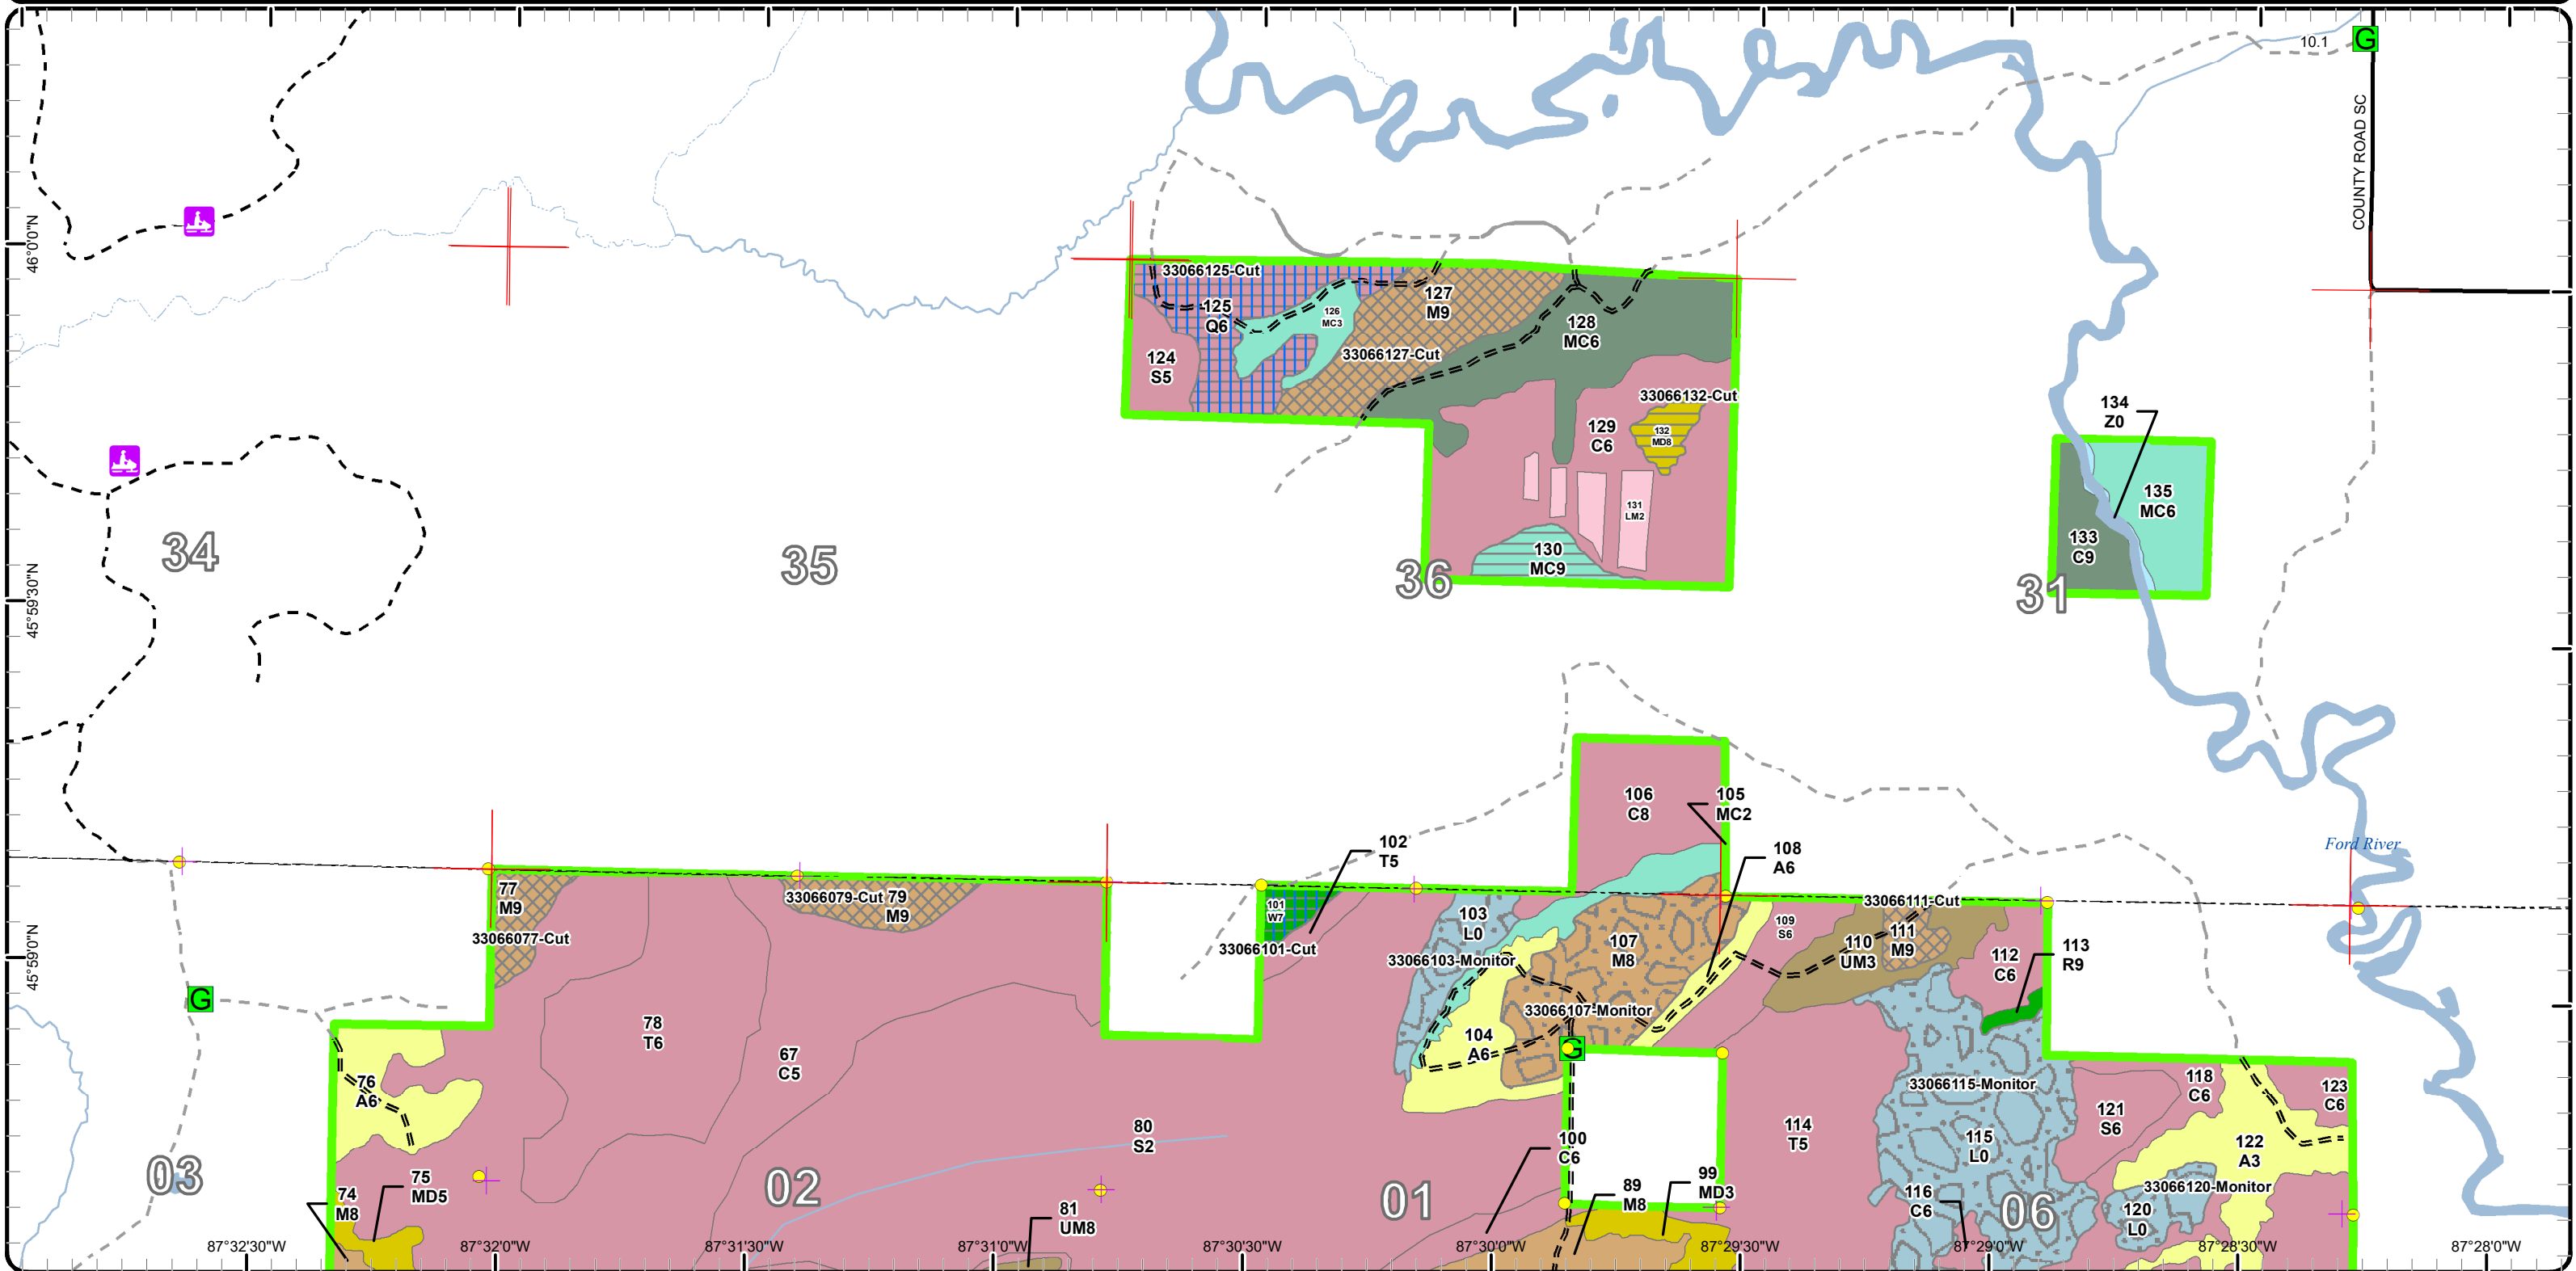 10.1
G
COUNTY ROAD SC
46°0'0"N
33066125-Cut
125
Q6
126
MC3
127
M9
128
MC6
124
S5
33066127-Cut
33066132-Cut
132
MD8
129
C6
134
Z0
131
LM2
135
MC6
133
C9
130
MC9
34
35
36
31
45°59'30"N
106
C8
105
MC2
102
T5
108
A6
Ford River
77
M9
33066079-Cut
79
M9
33066077-Cut
101
W7
33066101-Cut
103
L0
33066103-Monitor
107
M8
109
S6
33066111-Cut
110
UM3
111
M9
112
C6
113
R9
45°59'0"N
G
33066107-Monitor
78
T6
67
C5
104
A6
G
76
A6
33066115-Monitor
118
C6
123
C6
121
S6
80
S2
114
T5
115
L0
122
A3
100
C6
03
75
MD5
74
M8
02
01
89
M8
99
MD3
116
C6
06
33066120-Monitor
120
L0
81
UM8
87°32'30"W
87°32'0"W
87°31'30"W
87°31'0"W
87°30'30"W
87°30'0"W
87°29'30"W
87°29'0"W
87°28'30"W
87°28'0"W